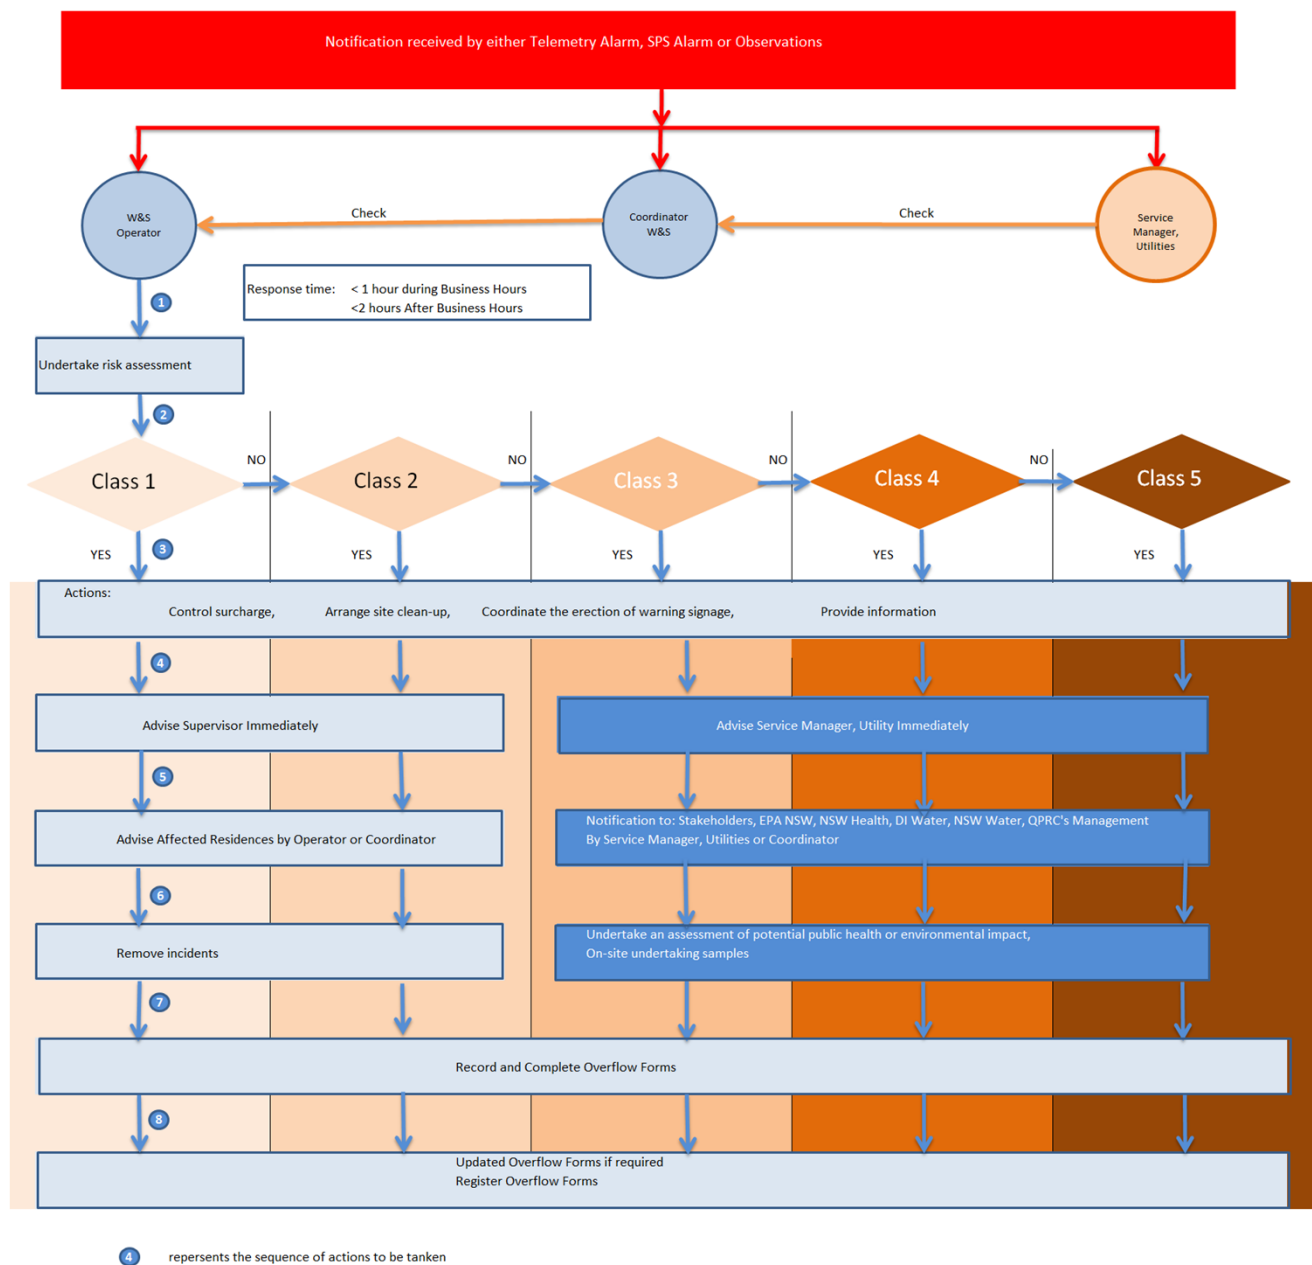 Notification received by either Telemetry Alarm, SPS Alarm or Observations
W&S
Operator
Check
Coordinator
W&S
Check
Service
Manager,
Utilities
Response time: < 1 hour during Business Hours
<2 hours After Business Hours
1
Undertake risk assessment
2
Class 1
NO
Class 2
NO
Class 3
NO
Class 4
NO
Class 5
YES
3
YES
YES
YES
YES
Actions:
Control surcharge, Arrange site clean-up, Coordinate the erection of warning signage, Provide information
4
Advise Supervisor Immediately
Advise Service Manager, Utility Immediately
5
Advise Affected Residences by Operator or Coordinator
Notification to: Stakeholders, EPA NSW, NSW Health, DI Water, NSW Water, QPRC's Management
By Service Manager, Utilities or Coordinator
6
Remove incidents
Undertake an assessment of potential public health or environmental impact,
On-site undertaking samples
7
Record and Complete Overflow Forms
8
Updated Overflow Forms if required
Register Overflow Forms
4 repersents the sequence of actions to be tanken